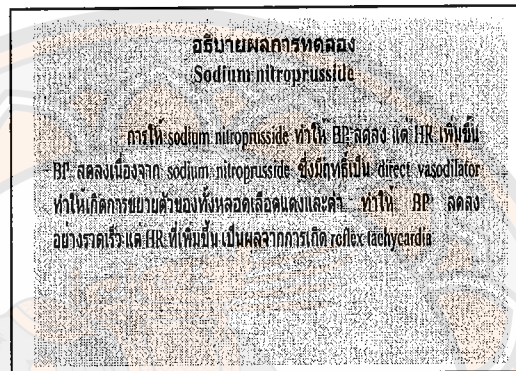 อธิบายผลการทดลอง
Sodium nitroprusside
การให้ sodium nitroprusside ทำให้ BP ลดลง แต่ HR เพิ่มขึ้น
BP ลดลงเนื่องจาก sodium nitroprusside ซึ่งมีฤทธิ์เป็น direct vasodilator
ทำให้เกิดการขยายตัวของทั้งหลอดเลือดแดงและดำ ทำให้ BP ลดลง
อย่างรวดเร็ว แต่ HR ที่เพิ่มขึ้น เป็นผลจากการเกิด reflex tachycardia